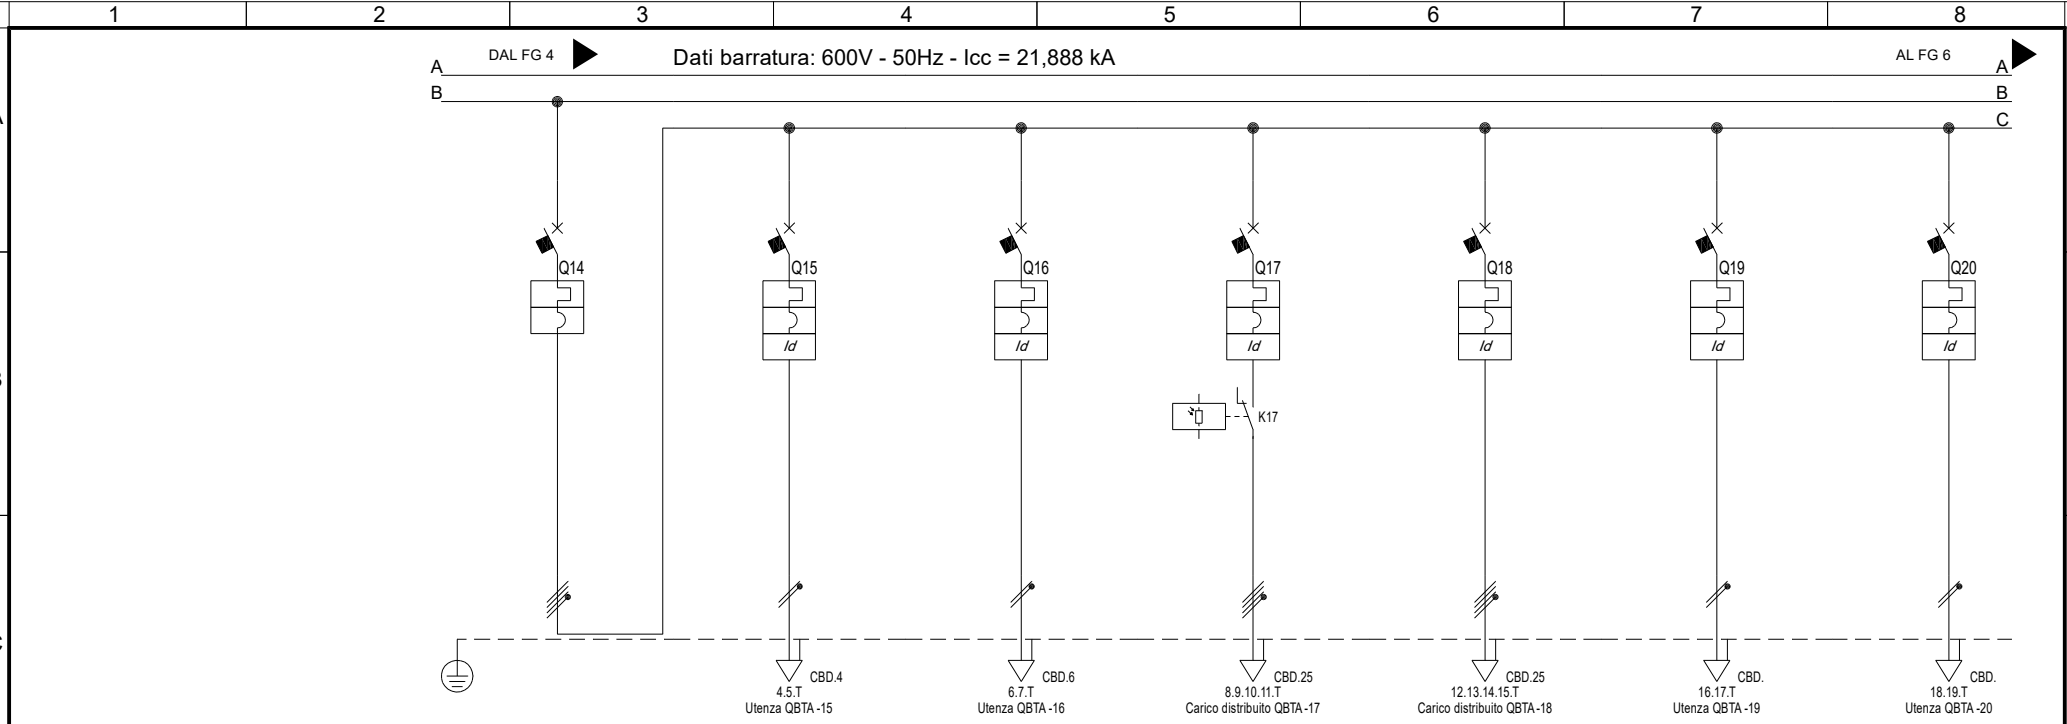 1 2 3 4 5 6 7 8
DAL FG 4 Dati barratura: 600V - 50Hz - Icc = 21,888 kA AL FG 6
A A
B B
C
Q14 Q15 Q16 Q17 Q18 Q19 Q20
Id Id Id Id Id Id
K17
CBD.4 CBD.6 CBD.25 CBD.25 CBD. CBD.
4.5.T 6.7.T 8.9.10.11.T 12.13.14.15.T 16.17.T 18.19.T
Utenza QBTA -15 Utenza QBTA -16 Carico distribuito QBTA -17 Carico distribuito QBTA -18 Utenza QBTA -19 Utenza QBTA -20